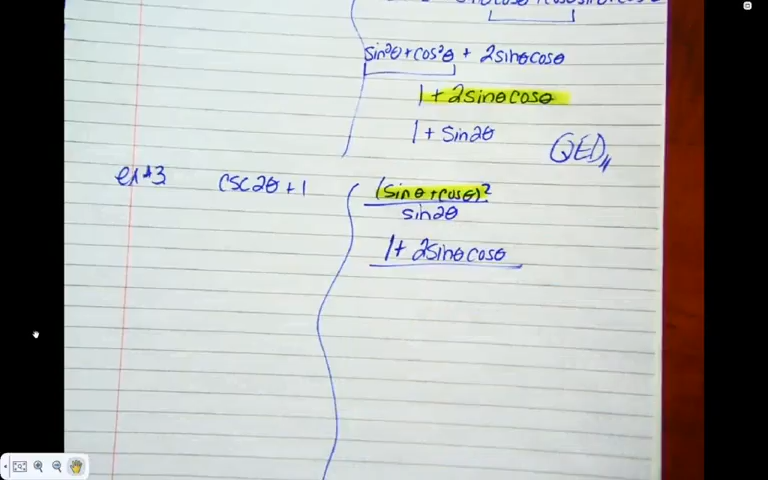 sin²θ+cos²θ + 2sinθcosθ
1 + 2sinθcosθ
1 + sin2θ
QED
ex#3 csc2θ+1 (sinθ+cosθ)²
sin2θ
1+ 2sinθcosθ